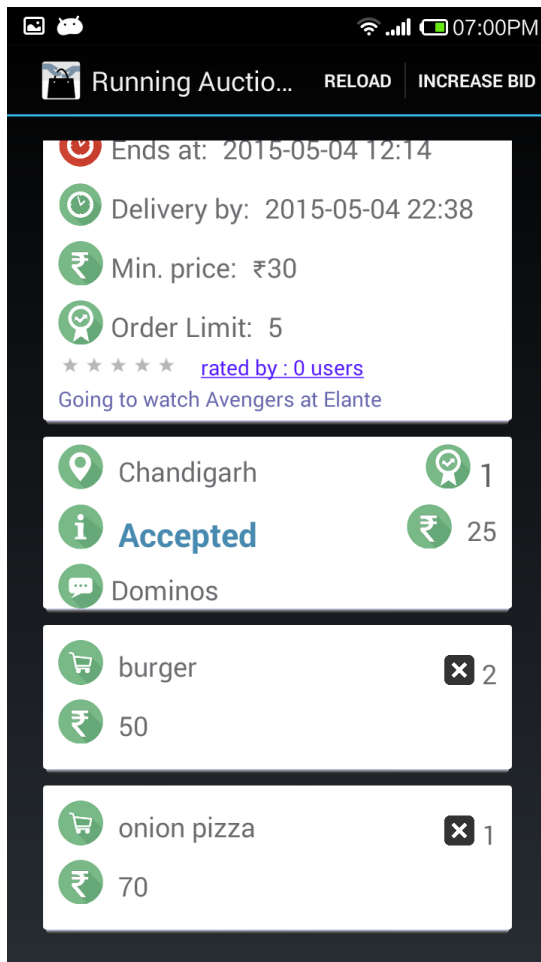 07:00PM
Running Auctio... RELOAD INCREASE BID
Ends at: 2015-05-04 12:14
Delivery by: 2015-05-04 22:38
Min. price: ₹30
Order Limit: 5
rated by : 0 users
Going to watch Avengers at Elante
Chandigarh 1
Accepted ₹ 25
Dominos
burger 2
₹ 50
onion pizza 1
₹ 70